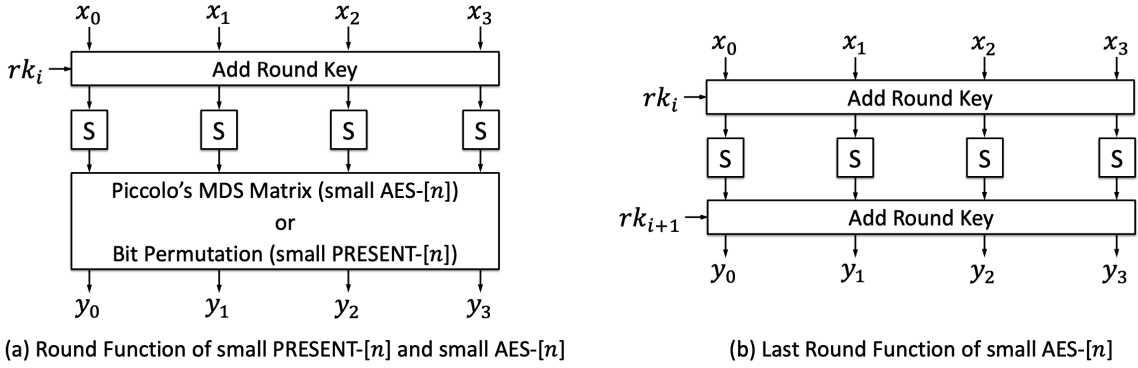 x₀ x₁ x₂ x₃
rkᵢ Add Round Key
S S S S
Piccolo's MDS Matrix (small AES-[n])
or
Bit Permutation (small PRESENT-[n])
y₀ y₁ y₂ y₃
(a) Round Function of small PRESENT-[n] and small AES-[n]
x₀ x₁ x₂ x₃
rkᵢ Add Round Key
S S S S
rkᵢ₊₁ Add Round Key
y₀ y₁ y₂ y₃
(b) Last Round Function of small AES-[n]